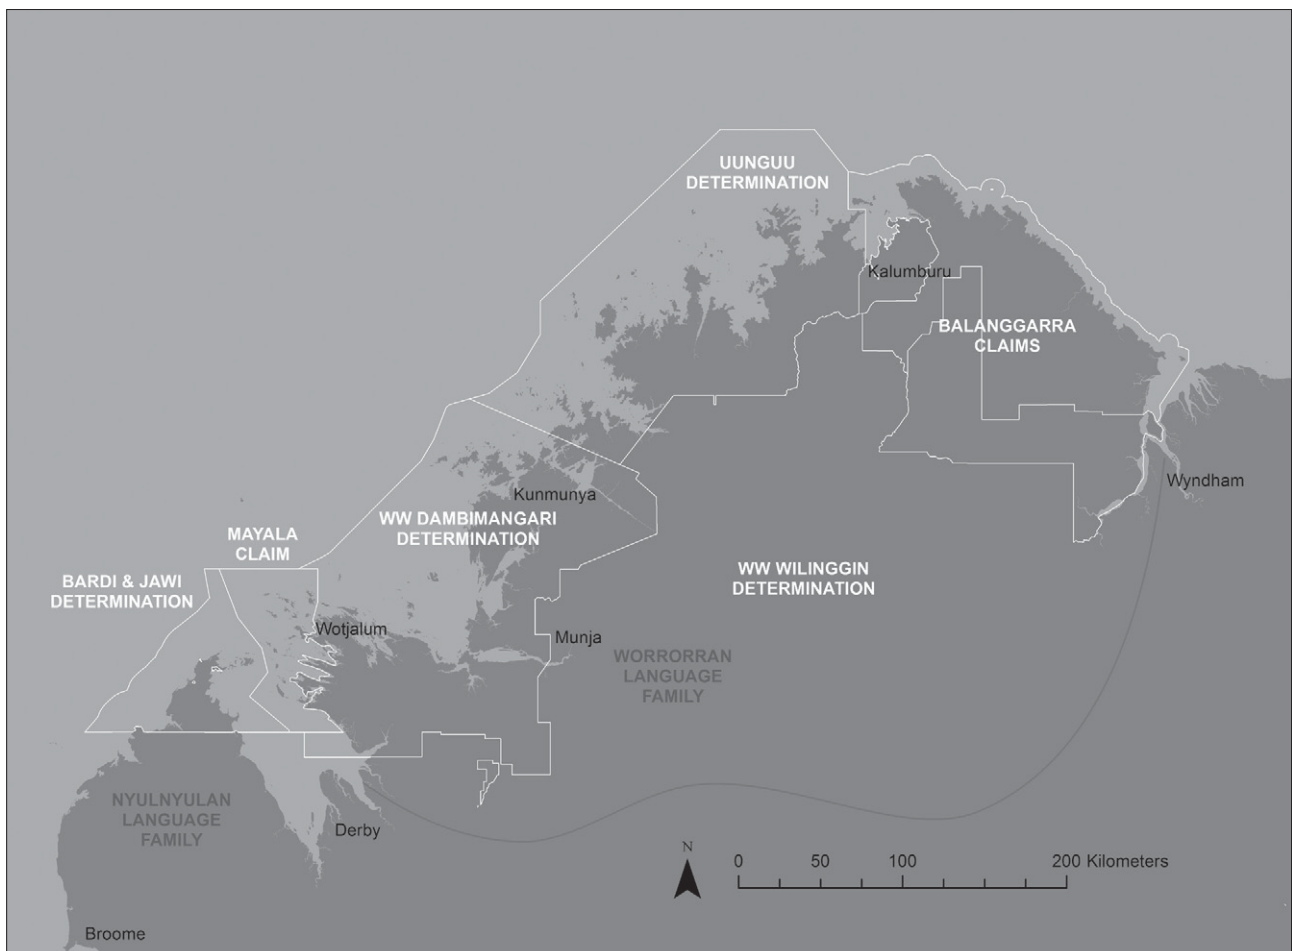 UUNGUU
DETERMINATION
Kalumburu
BALANGGARRA
CLAIMS
Kunmunya
Wyndham
WW DAMBIMANGARI
DETERMINATION
MAYALA
CLAIM
BARDI & JAWI
DETERMINATION
WW WILINGGIN
DETERMINATION
Wotjalum
Munja
WORRORRAN
LANGUAGE
FAMILY
NYULNYULAN
LANGUAGE
FAMILY
Derby
N
0 50 100 200 Kilometers
Broome